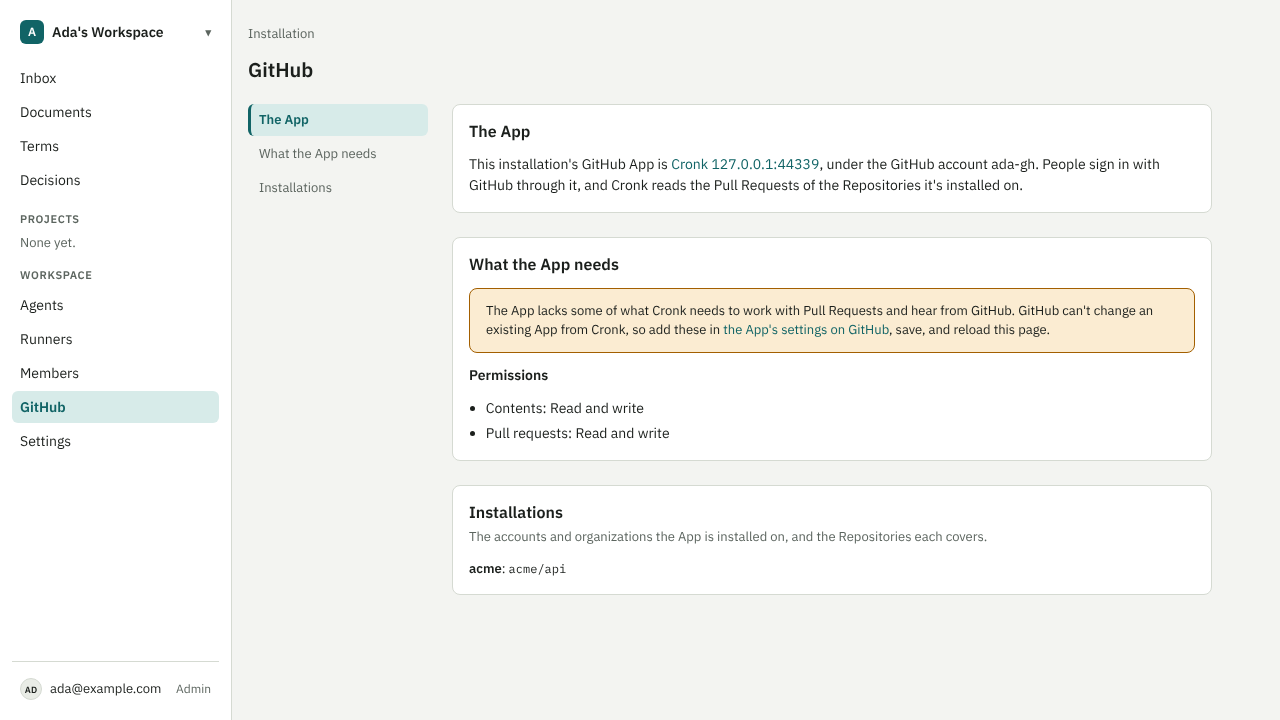 A Ada's Workspace ▾
Inbox
Documents
Terms
Decisions
PROJECTS
None yet.
WORKSPACE
Agents
Runners
Members
GitHub
Settings
AD ada@example.com Admin
Installation
GitHub
The App
What the App needs
Installations
The App
This installation's GitHub App is Cronk 127.0.0.1:44339, under the GitHub account ada-gh. People sign in with
GitHub through it, and Cronk reads the Pull Requests of the Repositories it's installed on.
What the App needs
The App lacks some of what Cronk needs to work with Pull Requests and hear from GitHub. GitHub can't change an
existing App from Cronk, so add these in the App's settings on GitHub, save, and reload this page.
Permissions
• Contents: Read and write
• Pull requests: Read and write
Installations
The accounts and organizations the App is installed on, and the Repositories each covers.
acme: acme/api